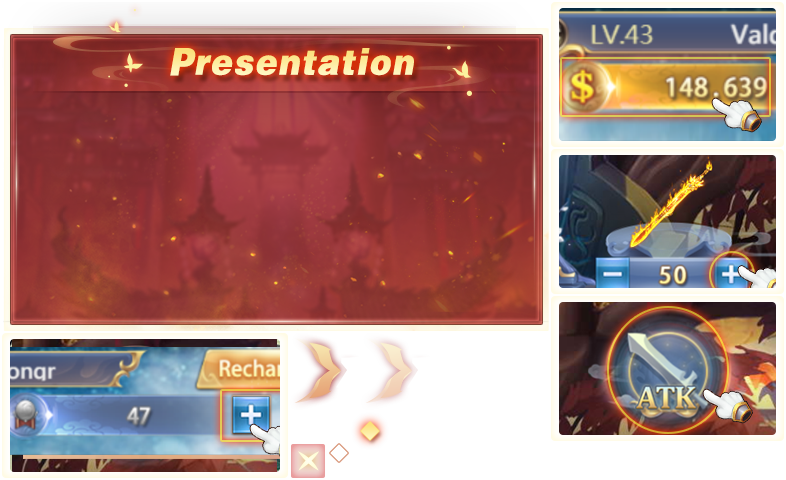 Presentation
LV.43
Valo
148.639
50
ongr
Rechar
47
ATK